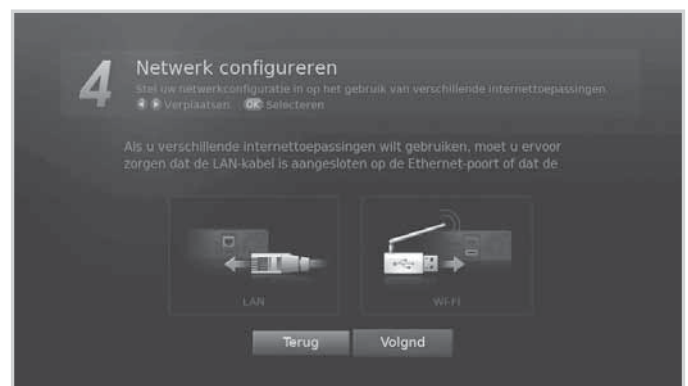 4
Netwerk configureren
Stel uw netwerkconfiguratie in op het gebruik van verschillende internettoepassingen.
Verplaatsen OK Selecteren
Als u verschillende internettoepassingen wilt gebruiken, moet u ervoor
zorgen dat de LAN-kabel is aangesloten op de Ethernet-poort of dat de
LAN
WI-FI
Terug
Volgnd